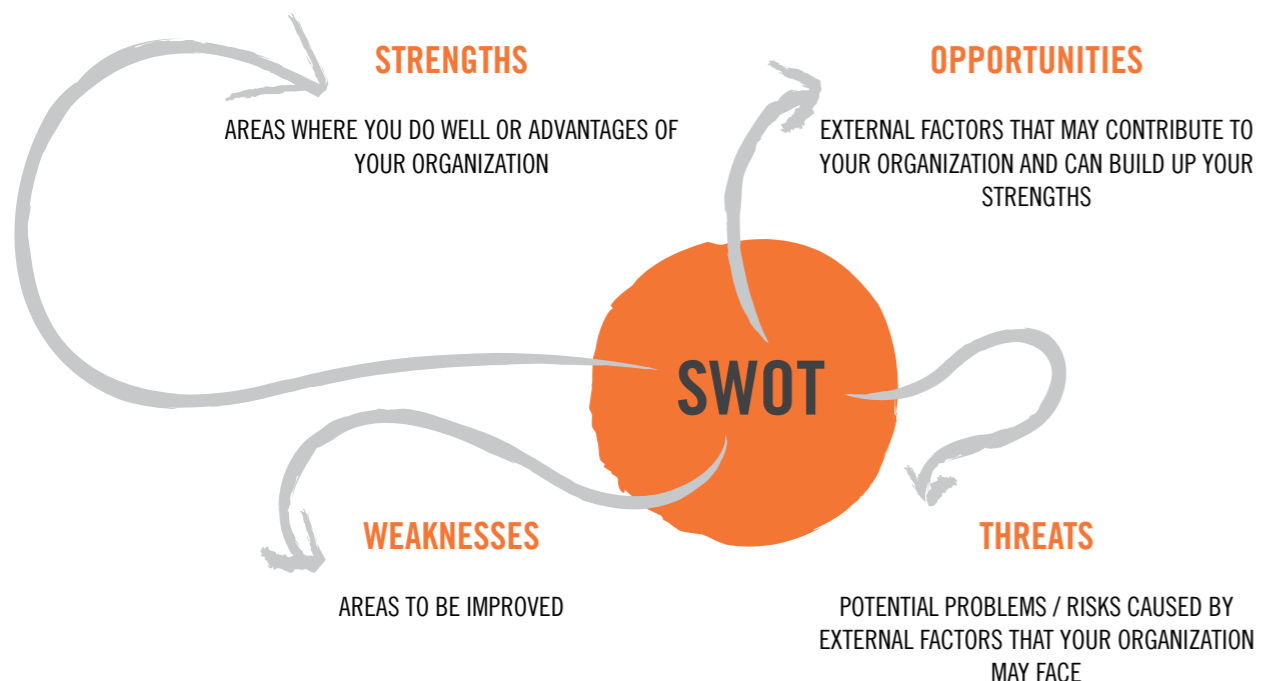 STRENGTHS
AREAS WHERE YOU DO WELL OR ADVANTAGES OF
YOUR ORGANIZATION
OPPORTUNITIES
EXTERNAL FACTORS THAT MAY CONTRIBUTE TO
YOUR ORGANIZATION AND CAN BUILD UP YOUR
STRENGTHS
SWOT
WEAKNESSES
AREAS TO BE IMPROVED
THREATS
POTENTIAL PROBLEMS / RISKS CAUSED BY
EXTERNAL FACTORS THAT YOUR ORGANIZATION
MAY FACE